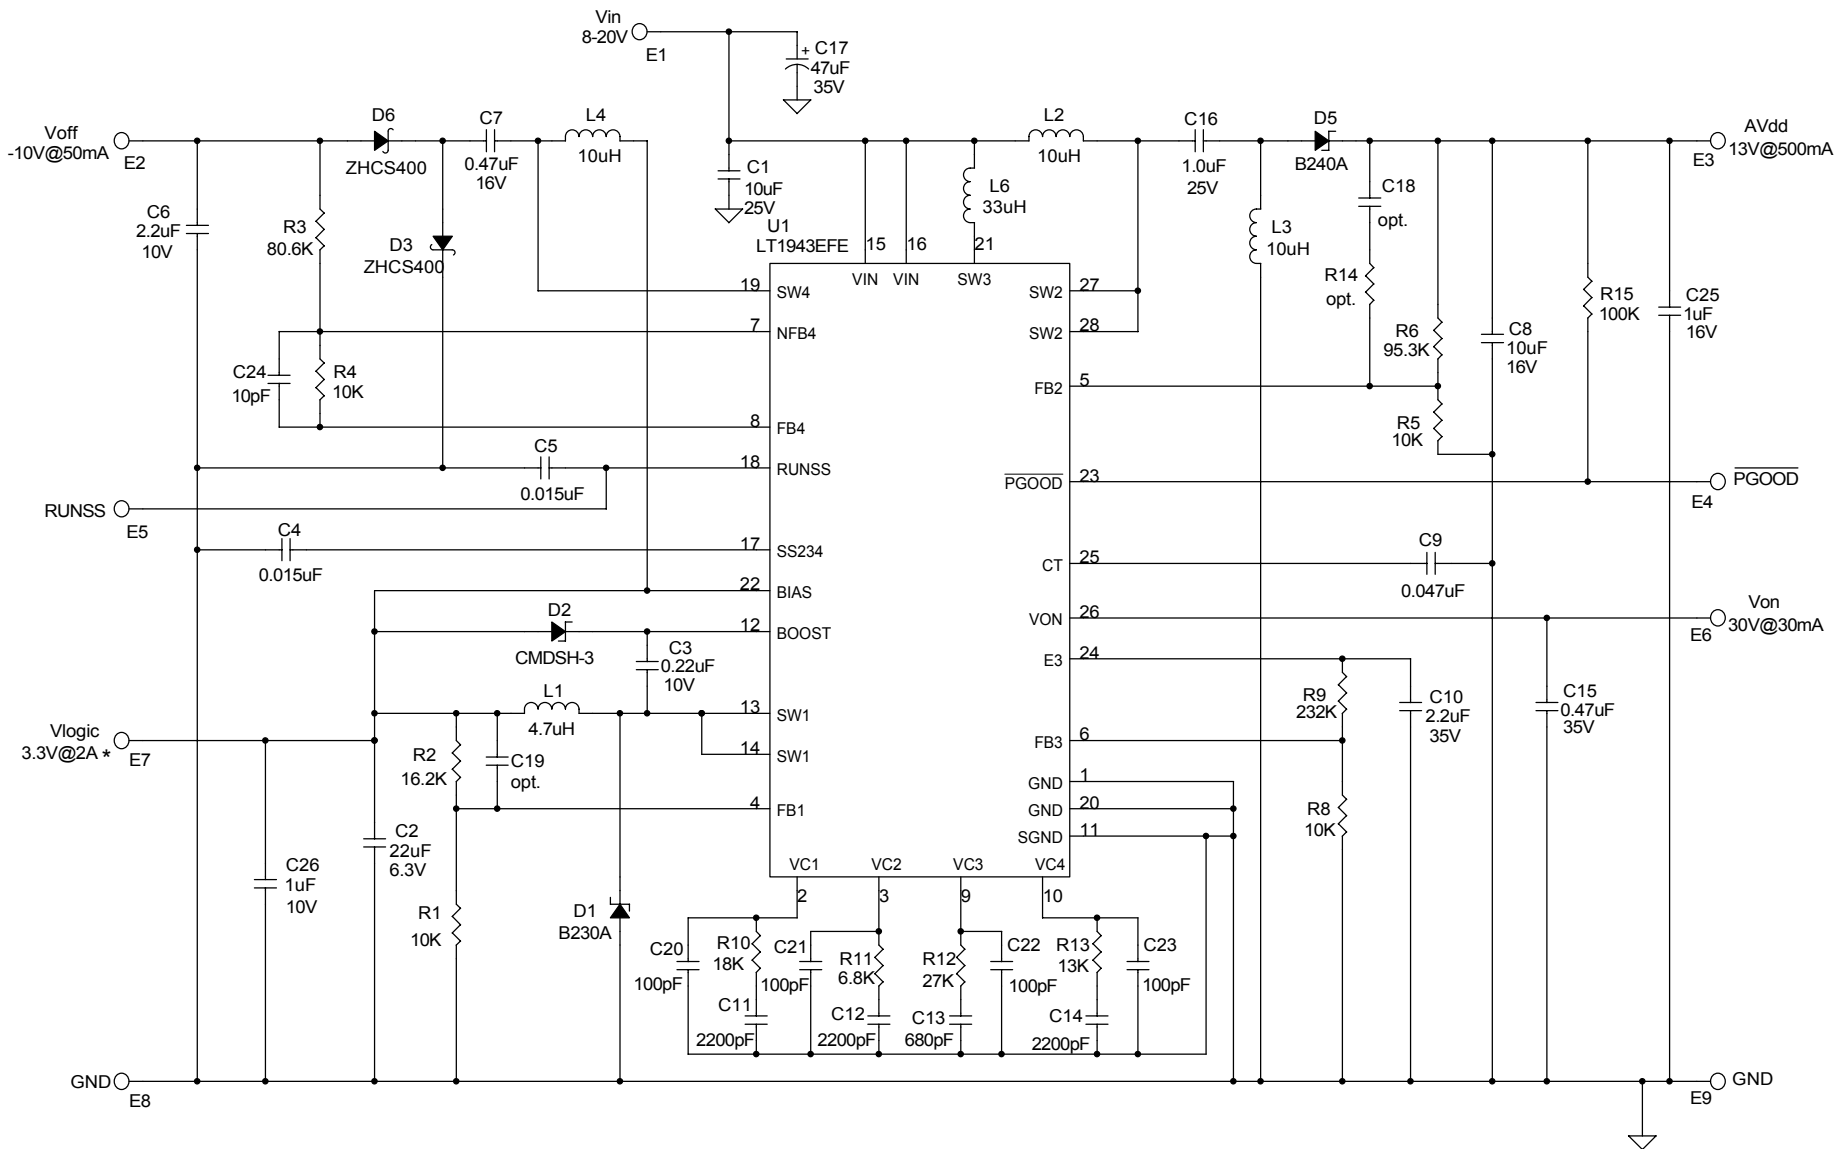 Vin
8-20V
E1
+ C17
47uF
35V
Voff
-10V@50mA
E2
D6
ZHCS400
C7
0.47uF
16V
L4
10uH
C1
10uF
25V
L2
10uH
C16
1.0uF
25V
D5
B240A
AVdd
13V@500mA
E3
C6
2.2uF
10V
R3
80.6K
D3
ZHCS400
L6
33uH
L3
10uH
C18
opt.
R14
opt.
R6
95.3K
R5
10K
C8
10uF
16V
R15
100K
C25
1uF
16V
U1
LT1943EFE
15
16
21
VIN
VIN
SW3
19
SW4
7
NFB4
8
FB4
18
RUNSS
17
SS234
22
BIAS
12
BOOST
13
SW1
14
SW1
4
FB1
SW2
27
SW2
28
FB2
5
PGOOD
23
CT
25
VON
26
E3
24
FB3
6
GND
1
GND
20
SGND
11
VC1
VC2
VC3
VC4
2
3
9
10
C24
10pF
R4
10K
C5
0.015uF
RUNSS
E5
C4
0.015uF
D2
CMDSH-3
C3
0.22uF
10V
L1
4.7uH
PGOOD
E4
C9
0.047uF
Von
30V@30mA
E6
R9
232K
C10
2.2uF
35V
C15
0.47uF
35V
R8
10K
Vlogic
3.3V@2A *
E7
R2
16.2K
C19
opt.
C2
22uF
6.3V
C26
1uF
10V
R1
10K
D1
B230A
C20
100pF
R10
18K
C11
2200pF
C21
100pF
R11
6.8K
C12
2200pF
R12
27K
C13
680pF
C22
100pF
R13
13K
C14
2200pF
C23
100pF
GND
E8
GND
E9